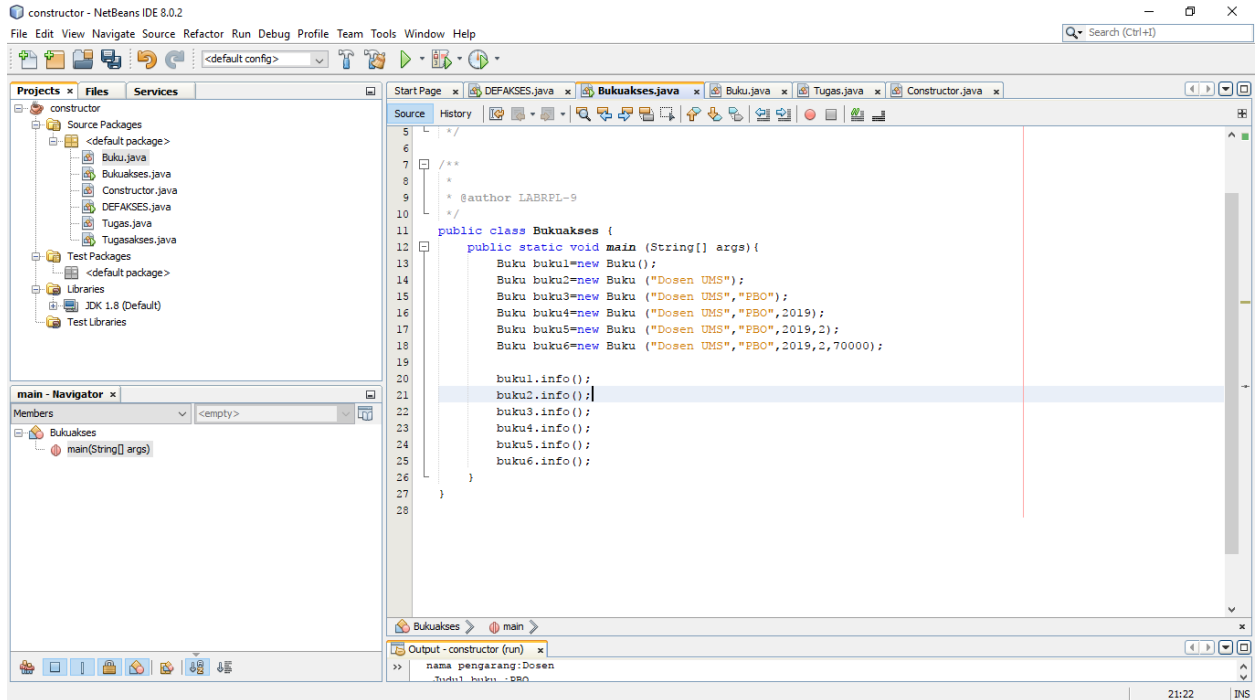 constructor - NetBeans IDE 8.0.2
File Edit View Navigate Source Refactor Run Debug Profile Team Tools Window Help
Search (Ctrl+I)
<default config>
Projects Files Services
constructor
Source Packages
<default package>
Buku.java
Bukuakses.java
Constructor.java
DEFAKSES.java
Tugas.java
Tugasakses.java
Test Packages
<default package>
Libraries
JDK 1.8 (Default)
Test Libraries
main - Navigator
Members <empty>
Bukuakses
main(String[] args)
Start Page DEFAKSES.java Bukuakses.java Buku.java Tugas.java Constructor.java
Source History
5 */
6
7 /**
8 *
9 * @author LABRPL-9
10 */
11 public class Bukuakses {
12 public static void main (String[] args){
13 Buku buku1=new Buku();
14 Buku buku2=new Buku ("Dosen UMS");
15 Buku buku3=new Buku ("Dosen UMS","PBO");
16 Buku buku4=new Buku ("Dosen UMS","PBO",2019);
17 Buku buku5=new Buku ("Dosen UMS","PBO",2019,2);
18 Buku buku6=new Buku ("Dosen UMS","PBO",2019,2,70000);
19
20 buku1.info();
21 buku2.info();
22 buku3.info();
23 buku4.info();
24 buku5.info();
25 buku6.info();
26 }
27 }
28
Bukuakses main
Output - constructor (run)
nama pengarang:Dosen
Judul buku :PBO
21:22 INS